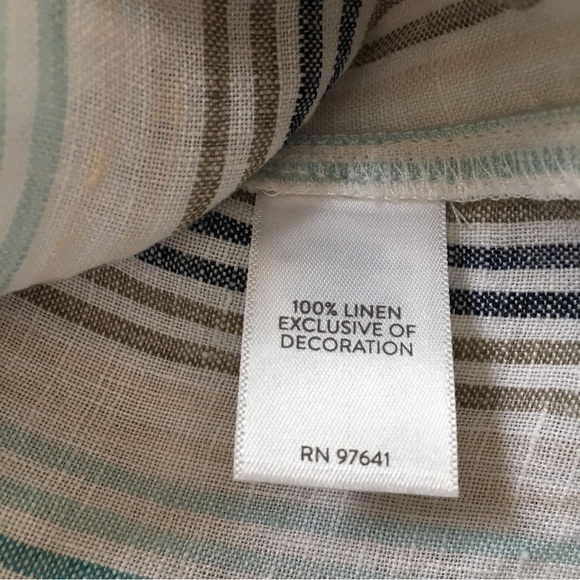 100% LINEN
EXCLUSIVE OF
DECORATION
RN 97641